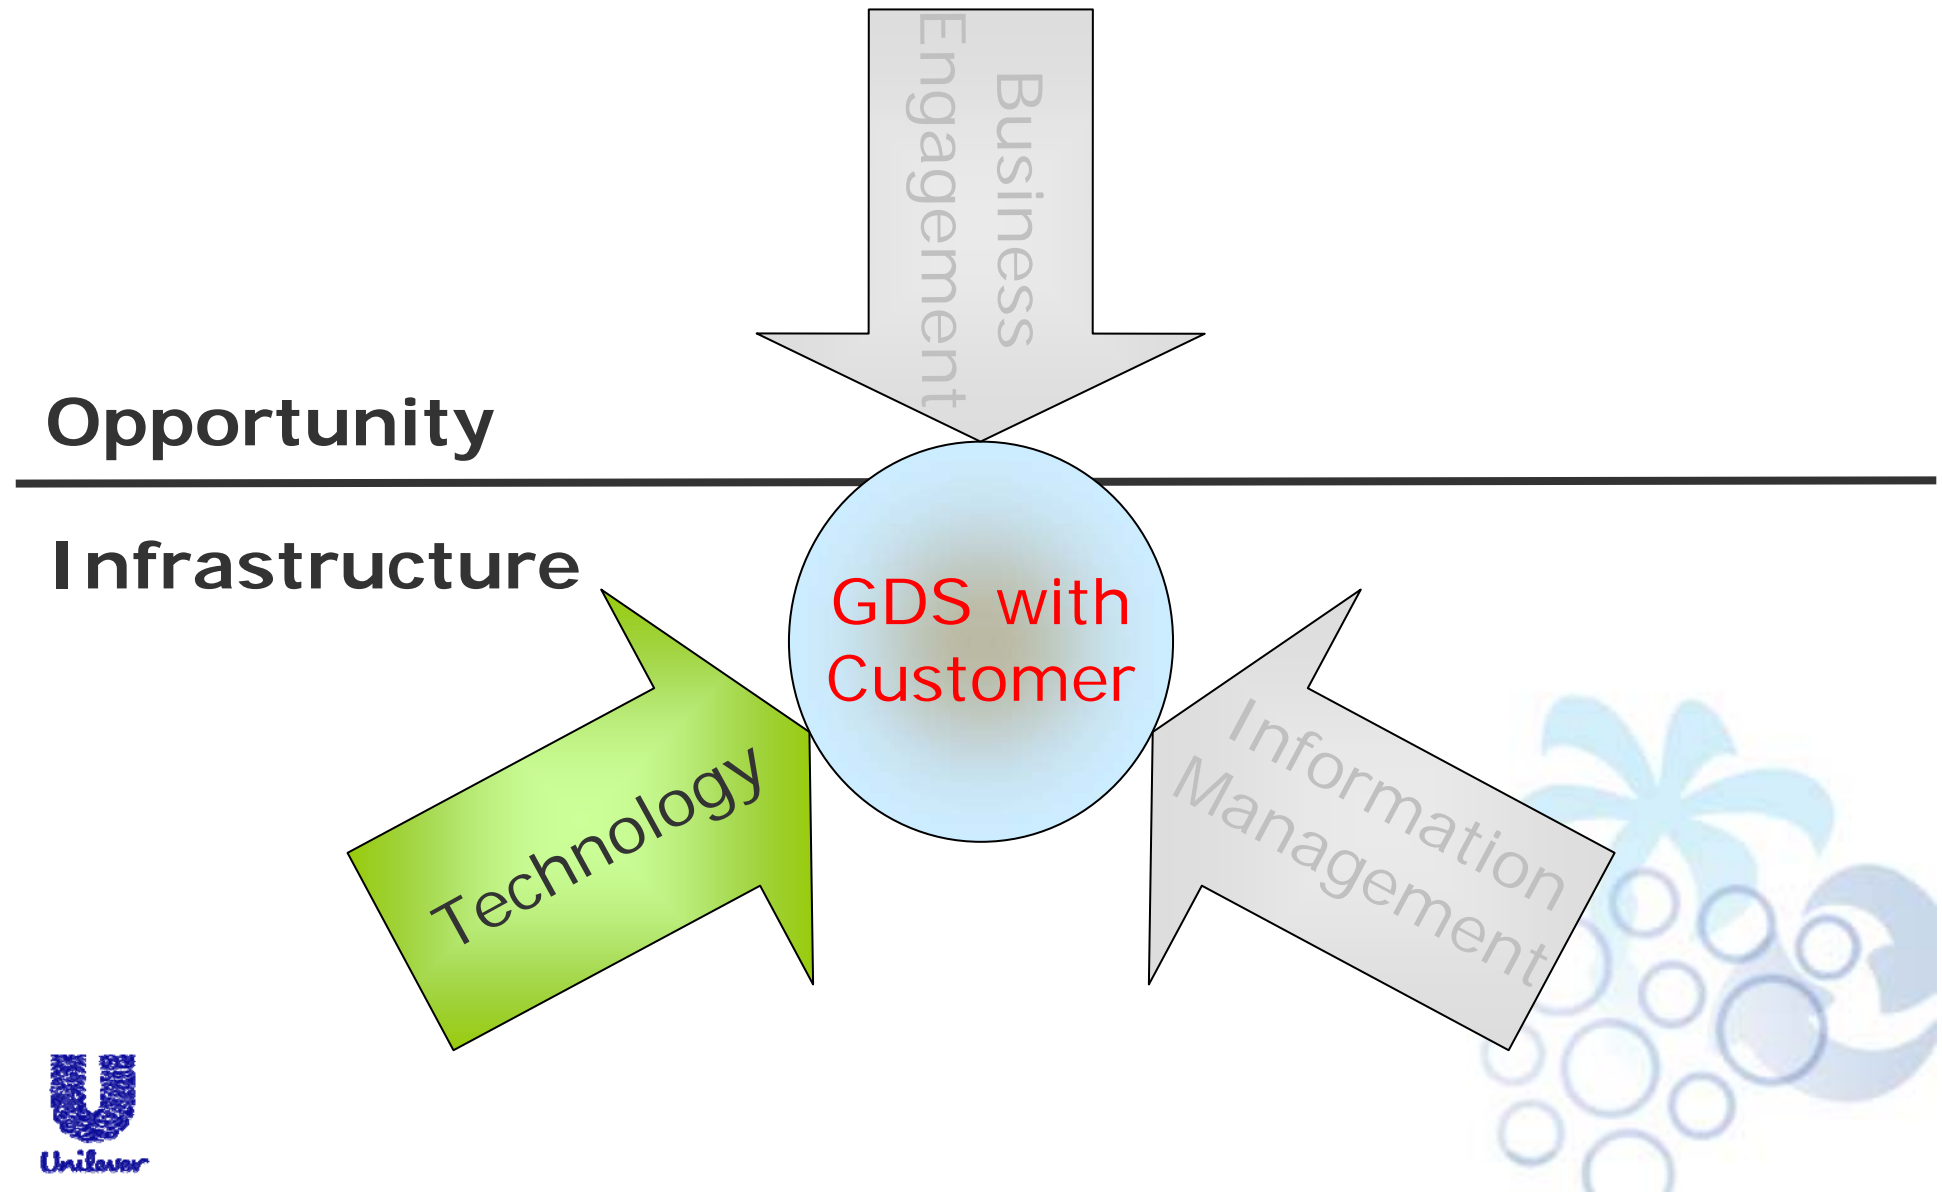 Business
Engagement
Opportunity
Infrastructure
GDS with
Customer
Technology
Information
Management
Unilever